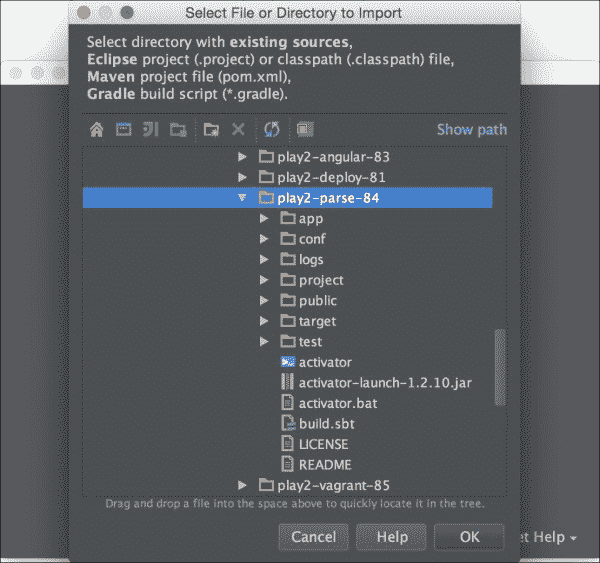 Select File or Directory to Import
Select directory with existing sources,
Eclipse project (.project) or classpath (.classpath) file,
Maven project file (pom.xml),
Gradle build script (*.gradle).
Show path
play2-angular-83
play2-deploy-81
play2-parse-84
app
conf
logs
project
public
target
test
activator
activator-launch-1.2.10.jar
activator.bat
build.sbt
LICENSE
README
play2-vagrant-85
Drag and drop a file into the space above to quickly locate it in the tree.
Cancel Help OK
et Help